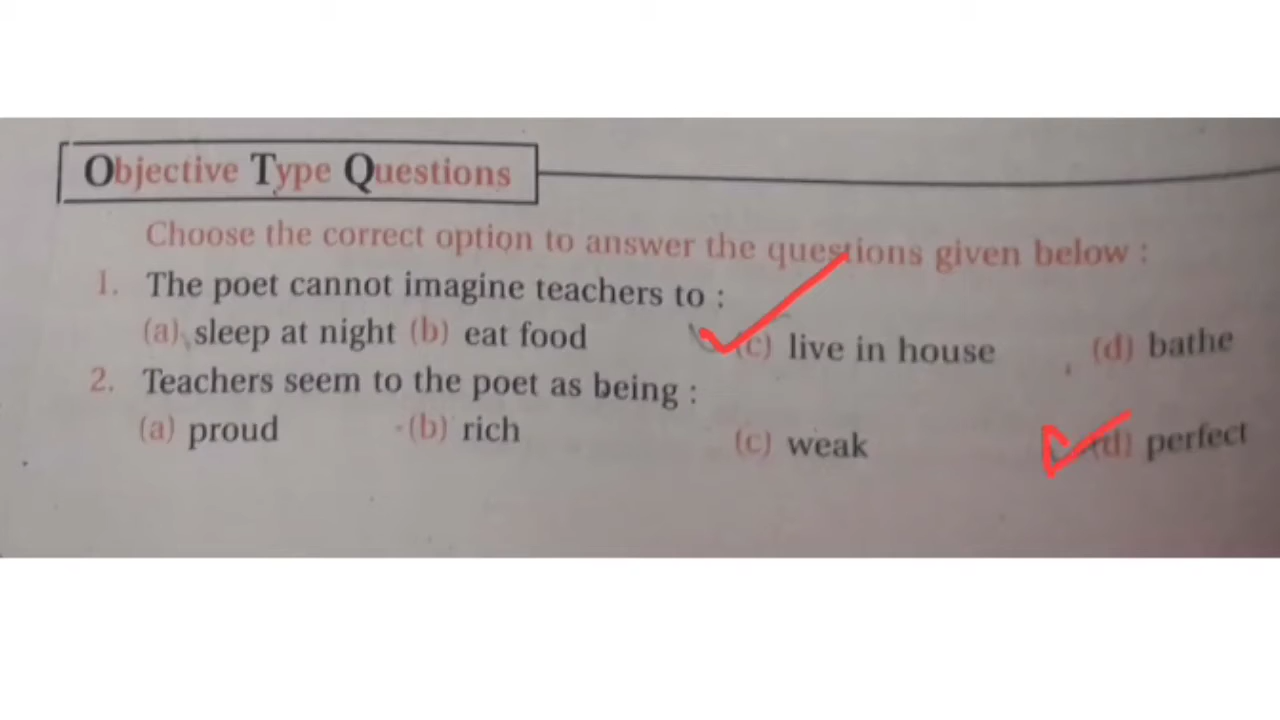 Objective Type Questions
Choose the correct option to answer the questions given below :
1. The poet cannot imagine teachers to :
(a) sleep at night (b) eat food (c) live in house (d) bathe
2. Teachers seem to the poet as being :
(a) proud (b) rich (c) weak (d) perfect